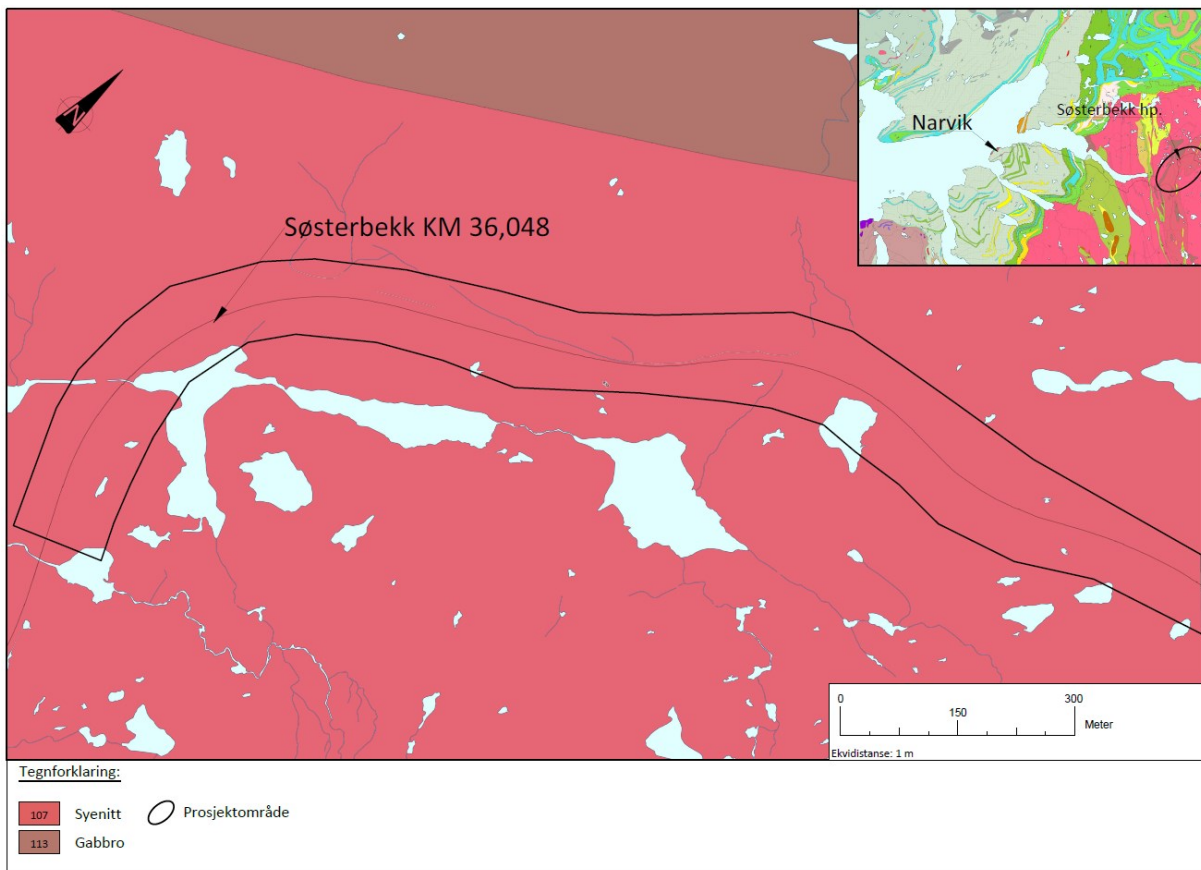 N
Søsterbekk KM 36,048
Narvik
Søsterbekk hp.
0
300
150
Meter
Ekvidistanse: 1 m
Tegnforklaring:
107 Syenitt
Prosjektområde
113 Gabbro